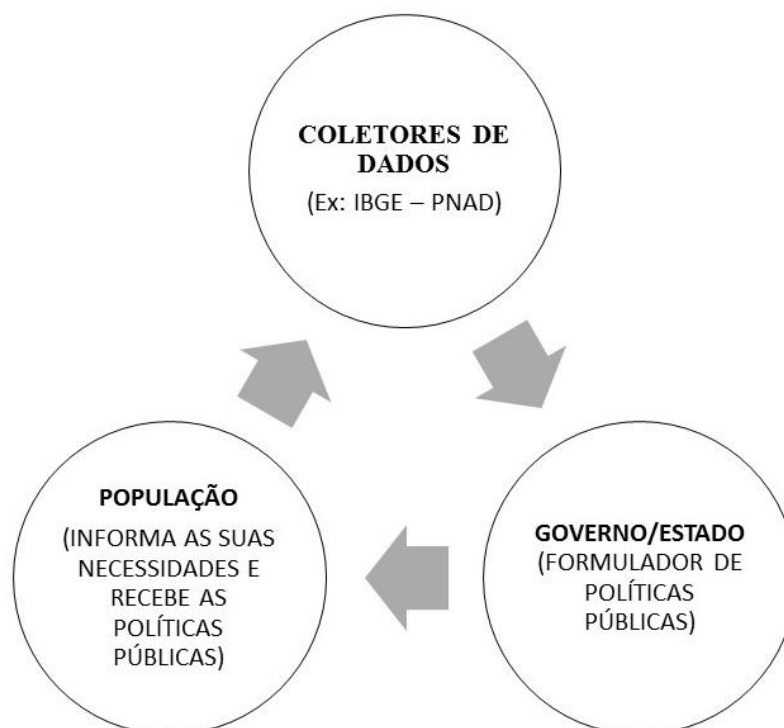 COLETORES DE
DADOS
(Ex: IBGE – PNAD)
POPULAÇÃO
(INFORMA AS SUAS
NECESSIDADES E
RECEBE AS
POLÍTICAS
PÚBLICAS)
GOVERNO/ESTADO
(FORMULADOR DE
POLÍTICAS
PÚBLICAS)